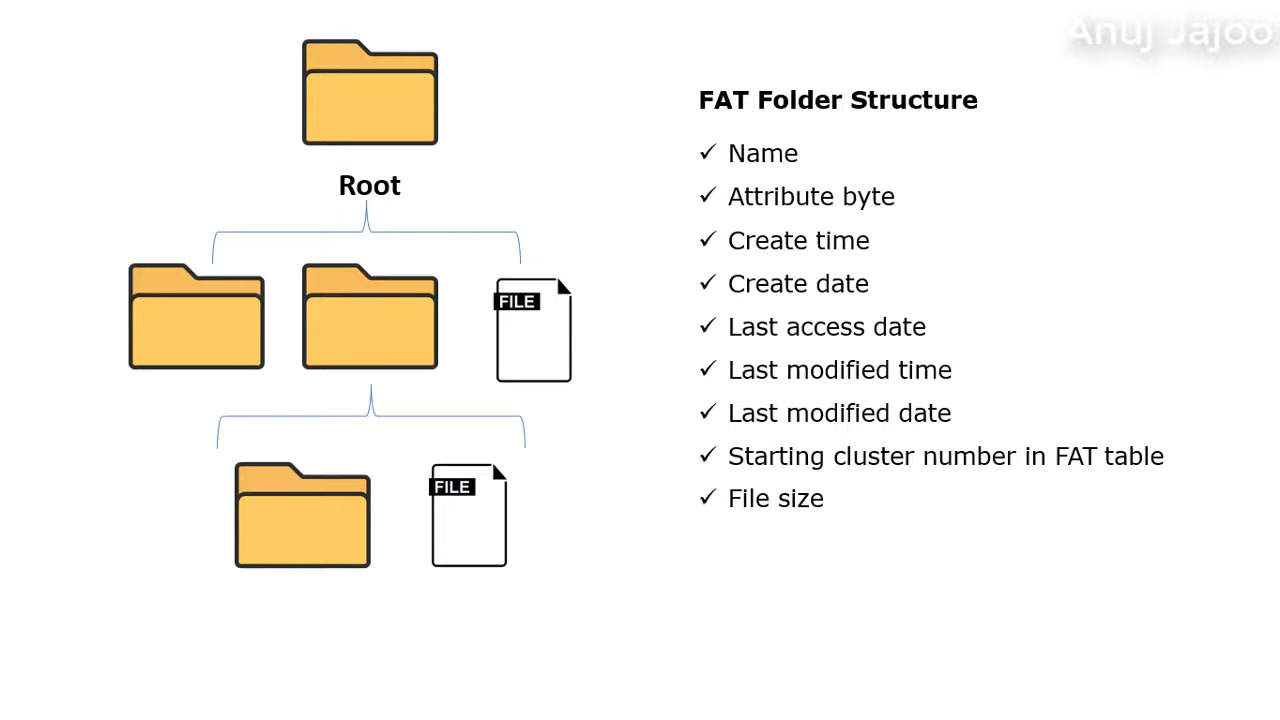 Anuj Jajoo
FAT Folder Structure
✓ Name
✓ Attribute byte
✓ Create time
✓ Create date
✓ Last access date
✓ Last modified time
✓ Last modified date
✓ Starting cluster number in FAT table
✓ File size
Root
FILE
FILE